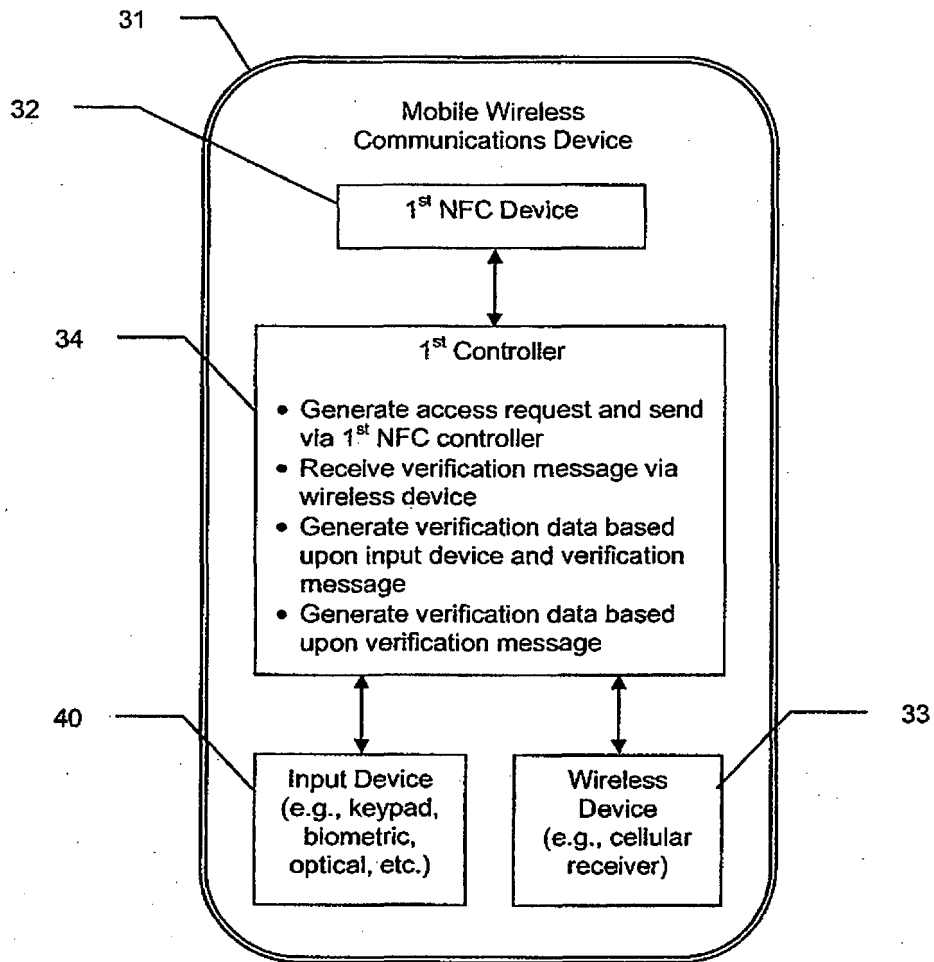 31
Mobile Wireless
Communications Device
32
1st NFC Device
34
1st Controller
• Generate access request and send
via 1st NFC controller
• Receive verification message via
wireless device
• Generate verification data based
upon input device and verification
message
• Generate verification data based
upon verification message
40
33
Input Device
(e.g., keypad,
biometric,
optical, etc.)
Wireless
Device
(e.g., cellular
receiver)